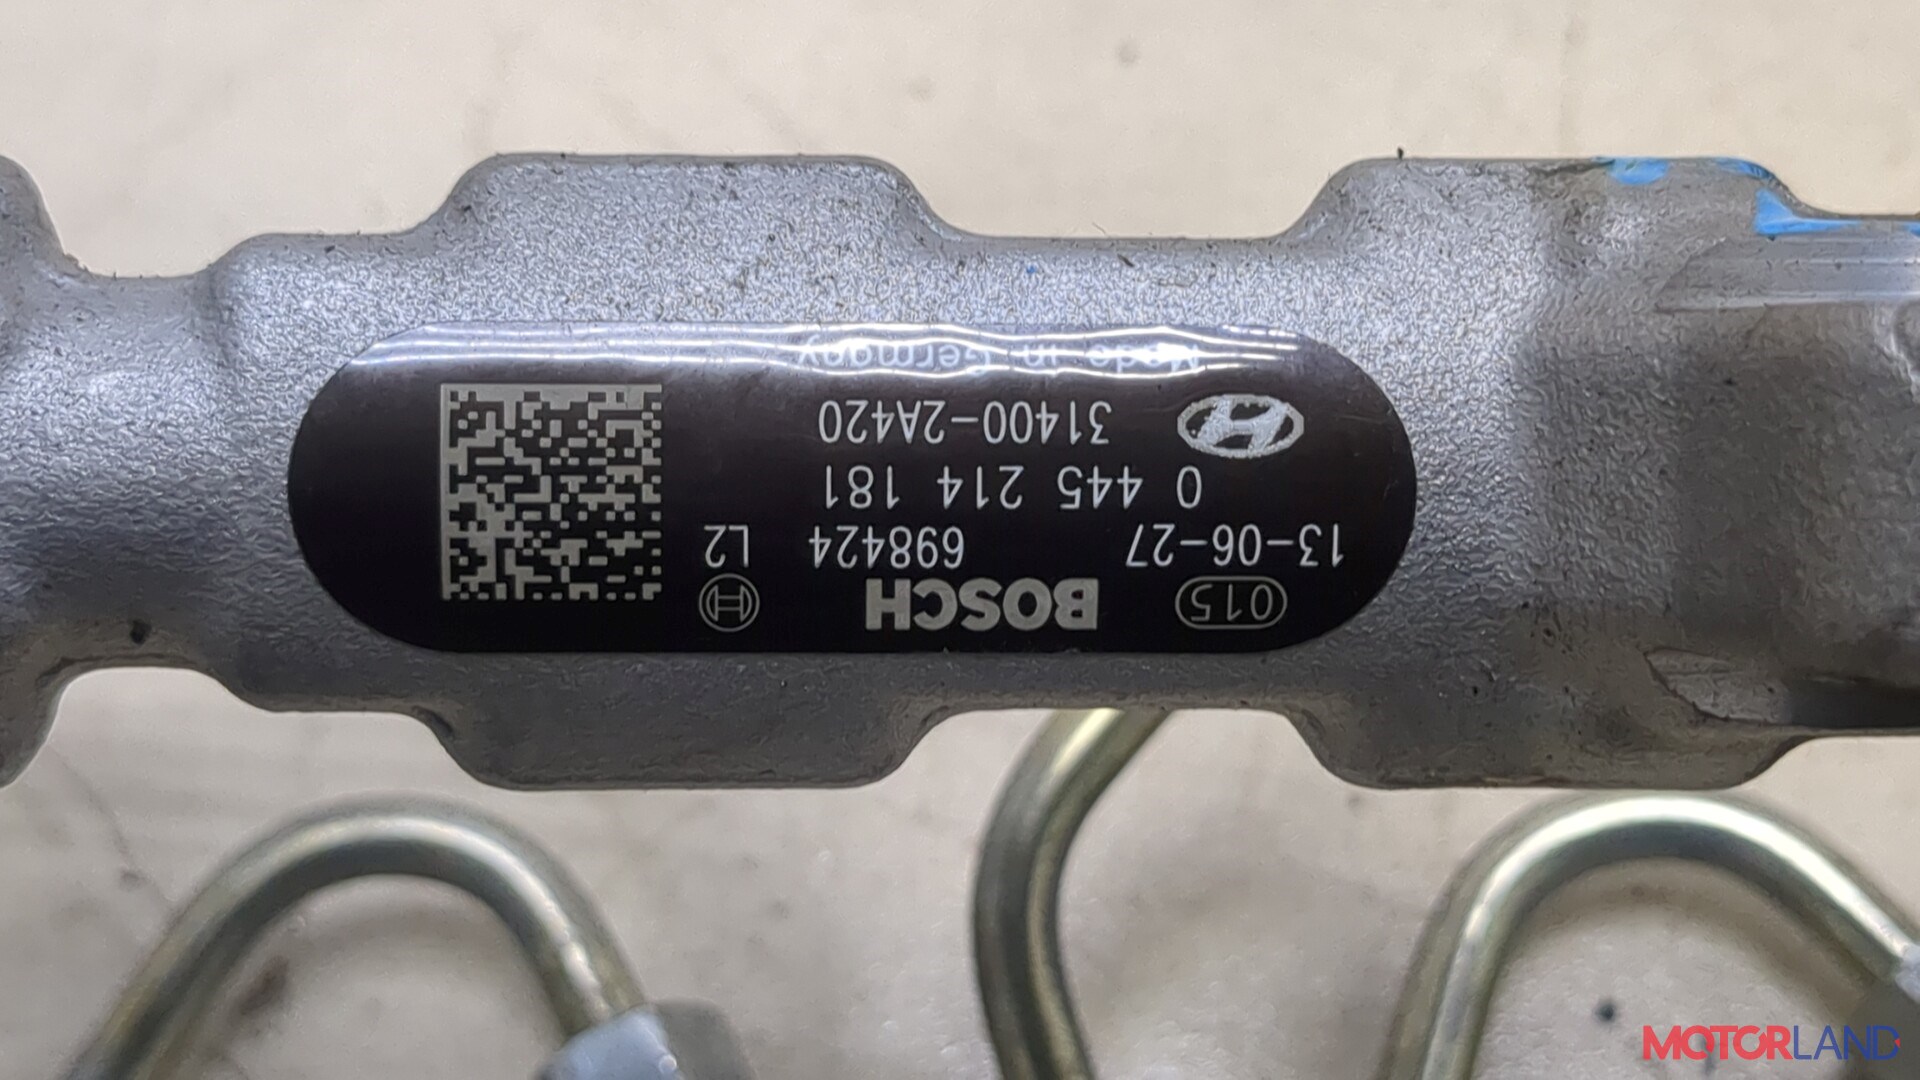 015 BOSCH
13-06-27 698424 L2
0 445 214 181
31400-2A420
Made in Germany
MOTORLAND